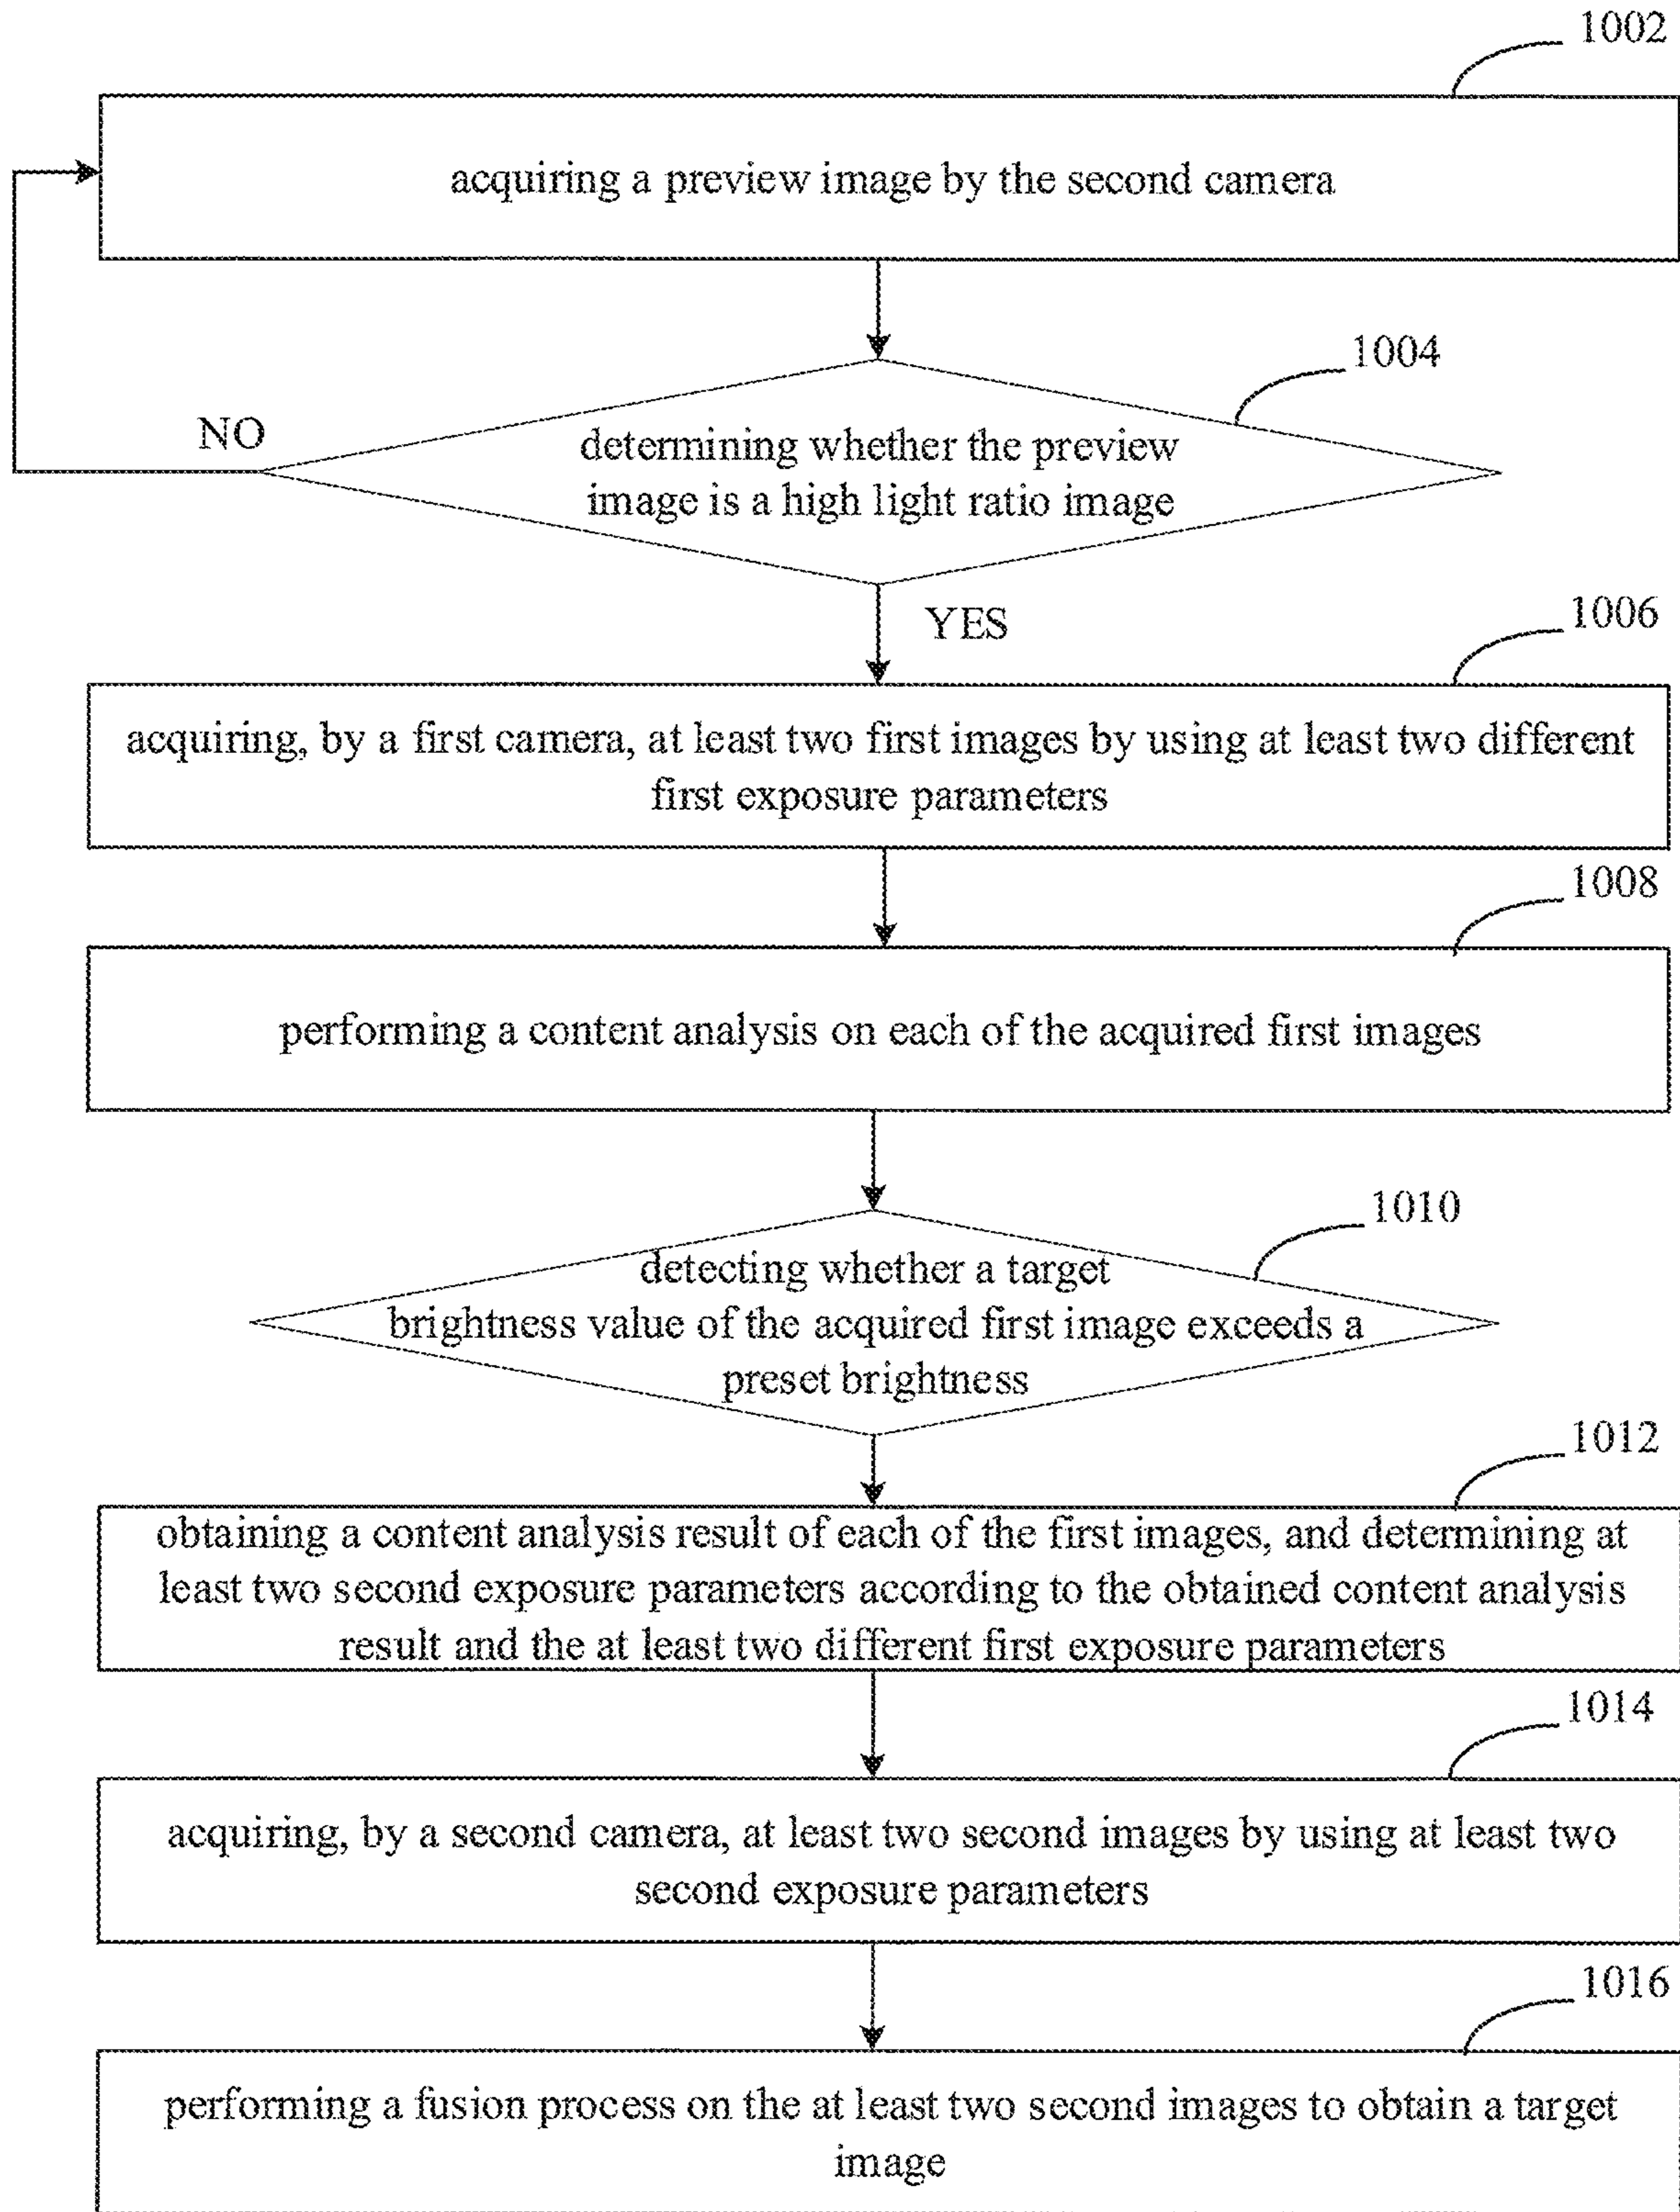 1002
acquiring a preview image by the second camera
1004
NO
determining whether the preview
image is a high light ratio image
YES
1006
acquiring, by a first camera, at least two first images by using at least two different
first exposure parameters
1008
performing a content analysis on each of the acquired first images
1010
detecting whether a target
brightness value of the acquired first image exceeds a
preset brightness
1012
obtaining a content analysis result of each of the first images, and determining at
least two second exposure parameters according to the obtained content analysis
result and the at least two different first exposure parameters
1014
acquiring, by a second camera, at least two second images by using at least two
second exposure parameters
1016
performing a fusion process on the at least two second images to obtain a target
image